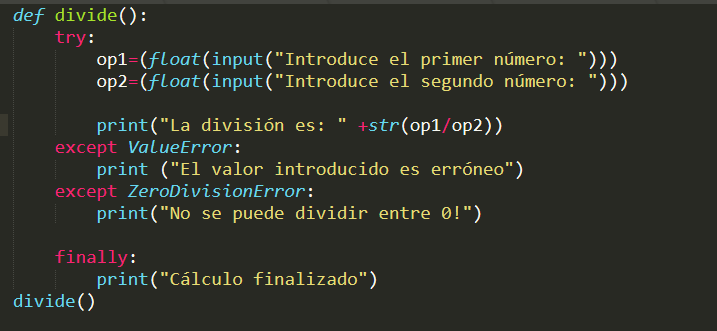 def divide():
    try:
        op1=(float(input("Introduce el primer número: ")))
        op2=(float(input("Introduce el segundo número: ")))
        print("La división es: " +str(op1/op2))
    except ValueError:
        print ("El valor introducido es erróneo")
    except ZeroDivisionError:
        print("No se puede dividir entre 0!")
    finally:
        print("Cálculo finalizado")
divide()